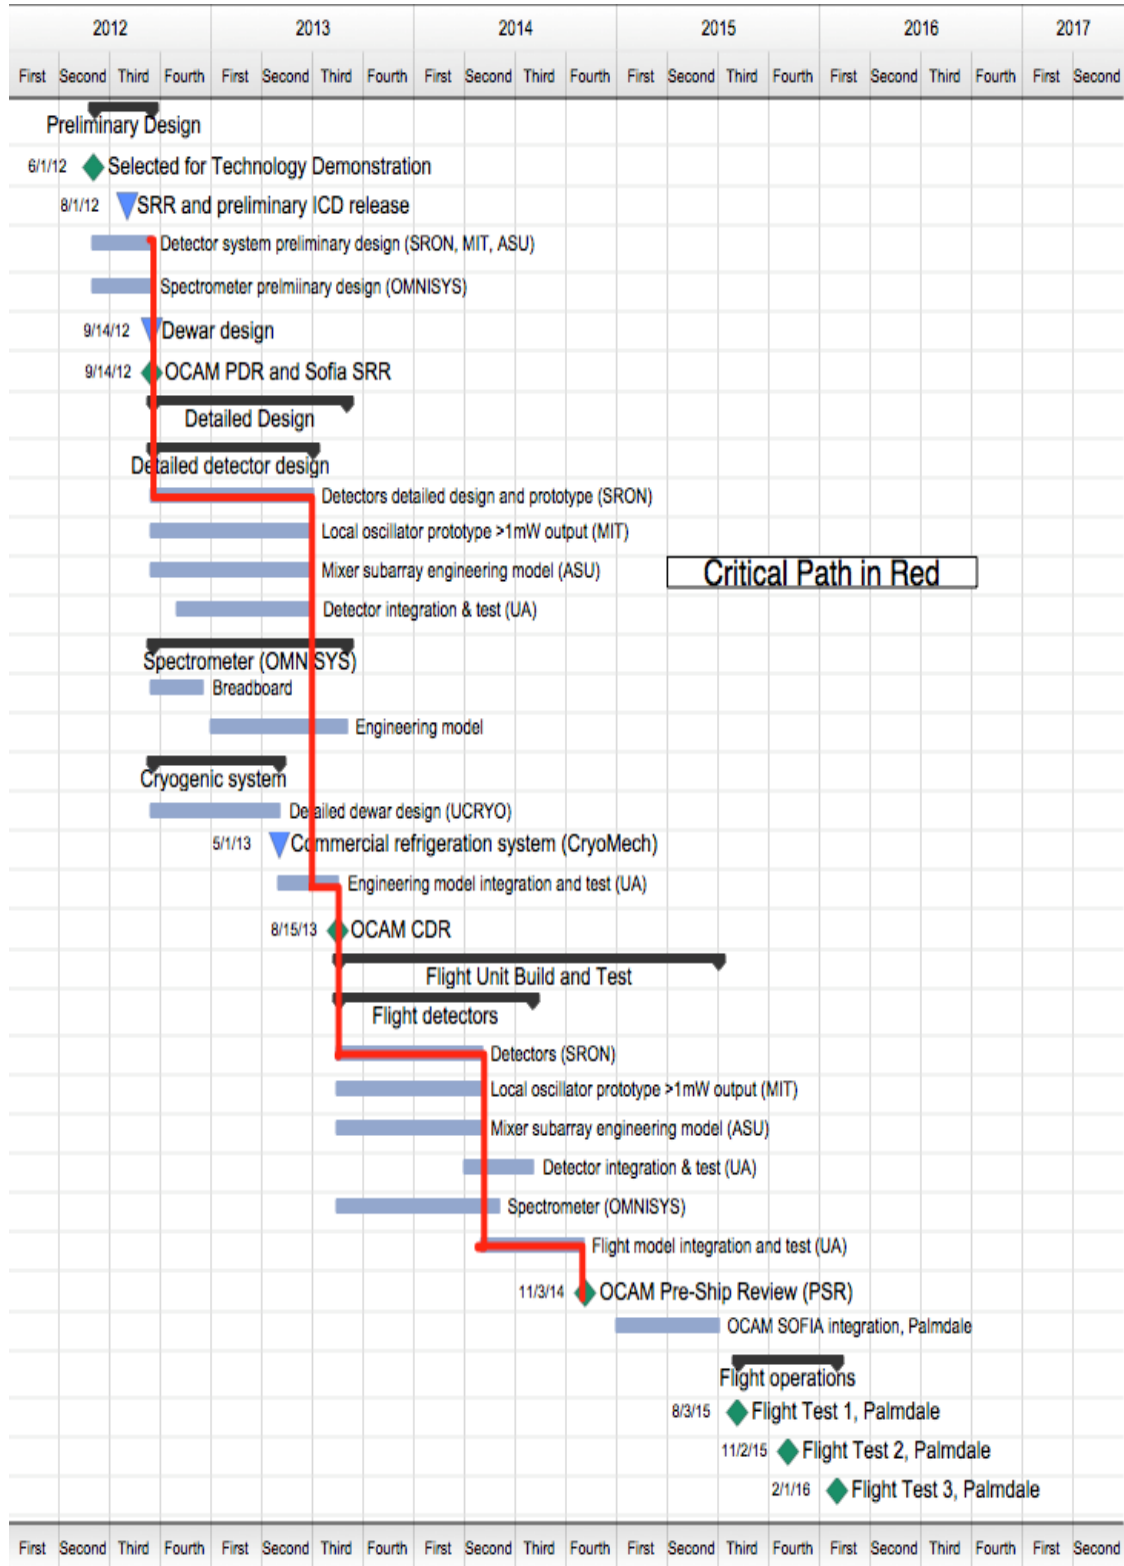 2012 2013 2014 2015 2016 2017
First Second Third Fourth First Second Third Fourth First Second Third Fourth First Second Third Fourth First Second Third Fourth First Second
Preliminary Design
6/1/12 Selected for Technology Demonstration
8/1/12 SRR and preliminary ICD release
Detector system preliminary design (SRON, MIT, ASU)
Spectrometer prelmiinary design (OMNISYS)
9/14/12 Dewar design
9/14/12 OCAM PDR and Sofia SRR
Detailed Design
Detailed detector design
Detectors detailed design and prototype (SRON)
Local oscillator prototype >1mW output (MIT)
Mixer subarray engineering model (ASU)
Critical Path in Red
Detector integration & test (UA)
Spectrometer (OMNISYS)
Breadboard
Engineering model
Cryogenic system
Detailed dewar design (UCRYO)
5/1/13 Commercial refrigeration system (CryoMech)
Engineering model integration and test (UA)
8/15/13 OCAM CDR
Flight Unit Build and Test
Flight detectors
Detectors (SRON)
Local oscillator prototype >1mW output (MIT)
Mixer subarray engineering model (ASU)
Detector integration & test (UA)
Spectrometer (OMNISYS)
Flight model integration and test (UA)
11/3/14 OCAM Pre-Ship Review (PSR)
OCAM SOFIA integration, Palmdale
Flight operations
8/3/15 Flight Test 1, Palmdale
11/2/15 Flight Test 2, Palmdale
2/1/16 Flight Test 3, Palmdale
First Second Third Fourth First Second Third Fourth First Second Third Fourth First Second Third Fourth First Second Third Fourth First Second